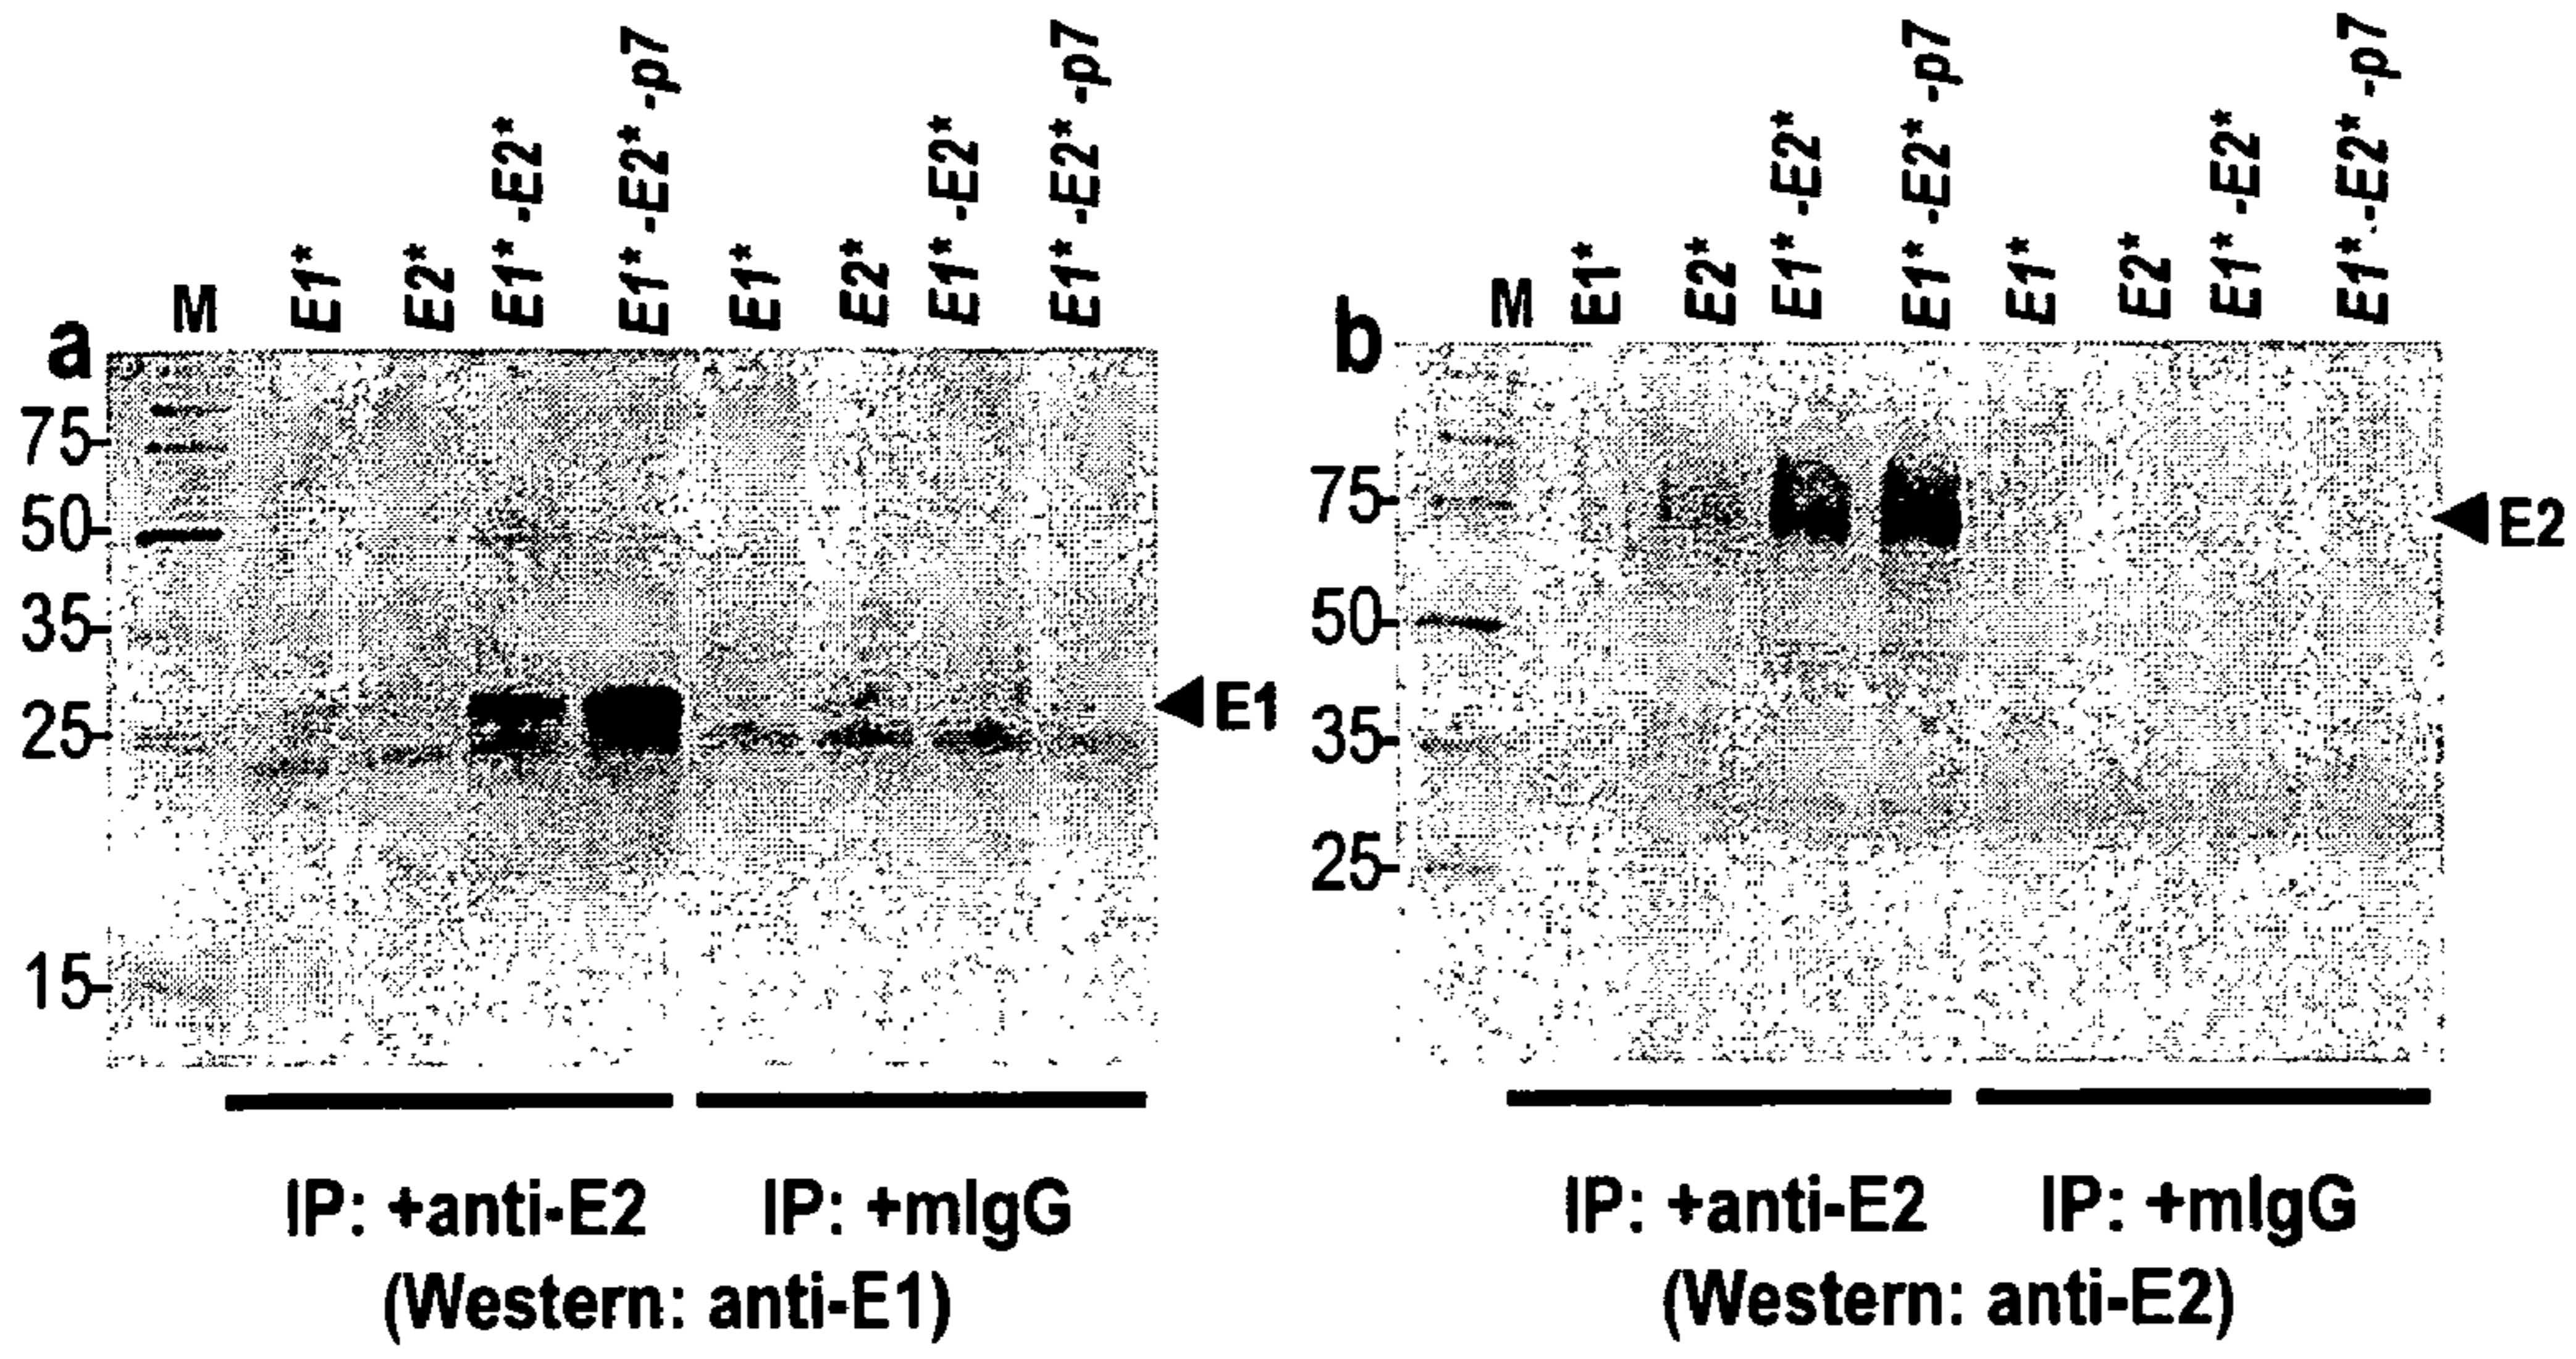 a
M
E1*
E2*
E1* -E2*
E1* -E2* -p7
E1*
E2*
E1* -E2*
E1* -E2* -p7
75
50
35
25
15
E1
IP: +anti-E2
IP: +mIgG
(Western: anti-E1)
b
M
E1*
E2*
E1* -E2*
E1* -E2* -p7
E1*
E2*
E1* -E2*
E1* -E2* -p7
75
50
35
25
E2
IP: +anti-E2
IP: +mIgG
(Western: anti-E2)